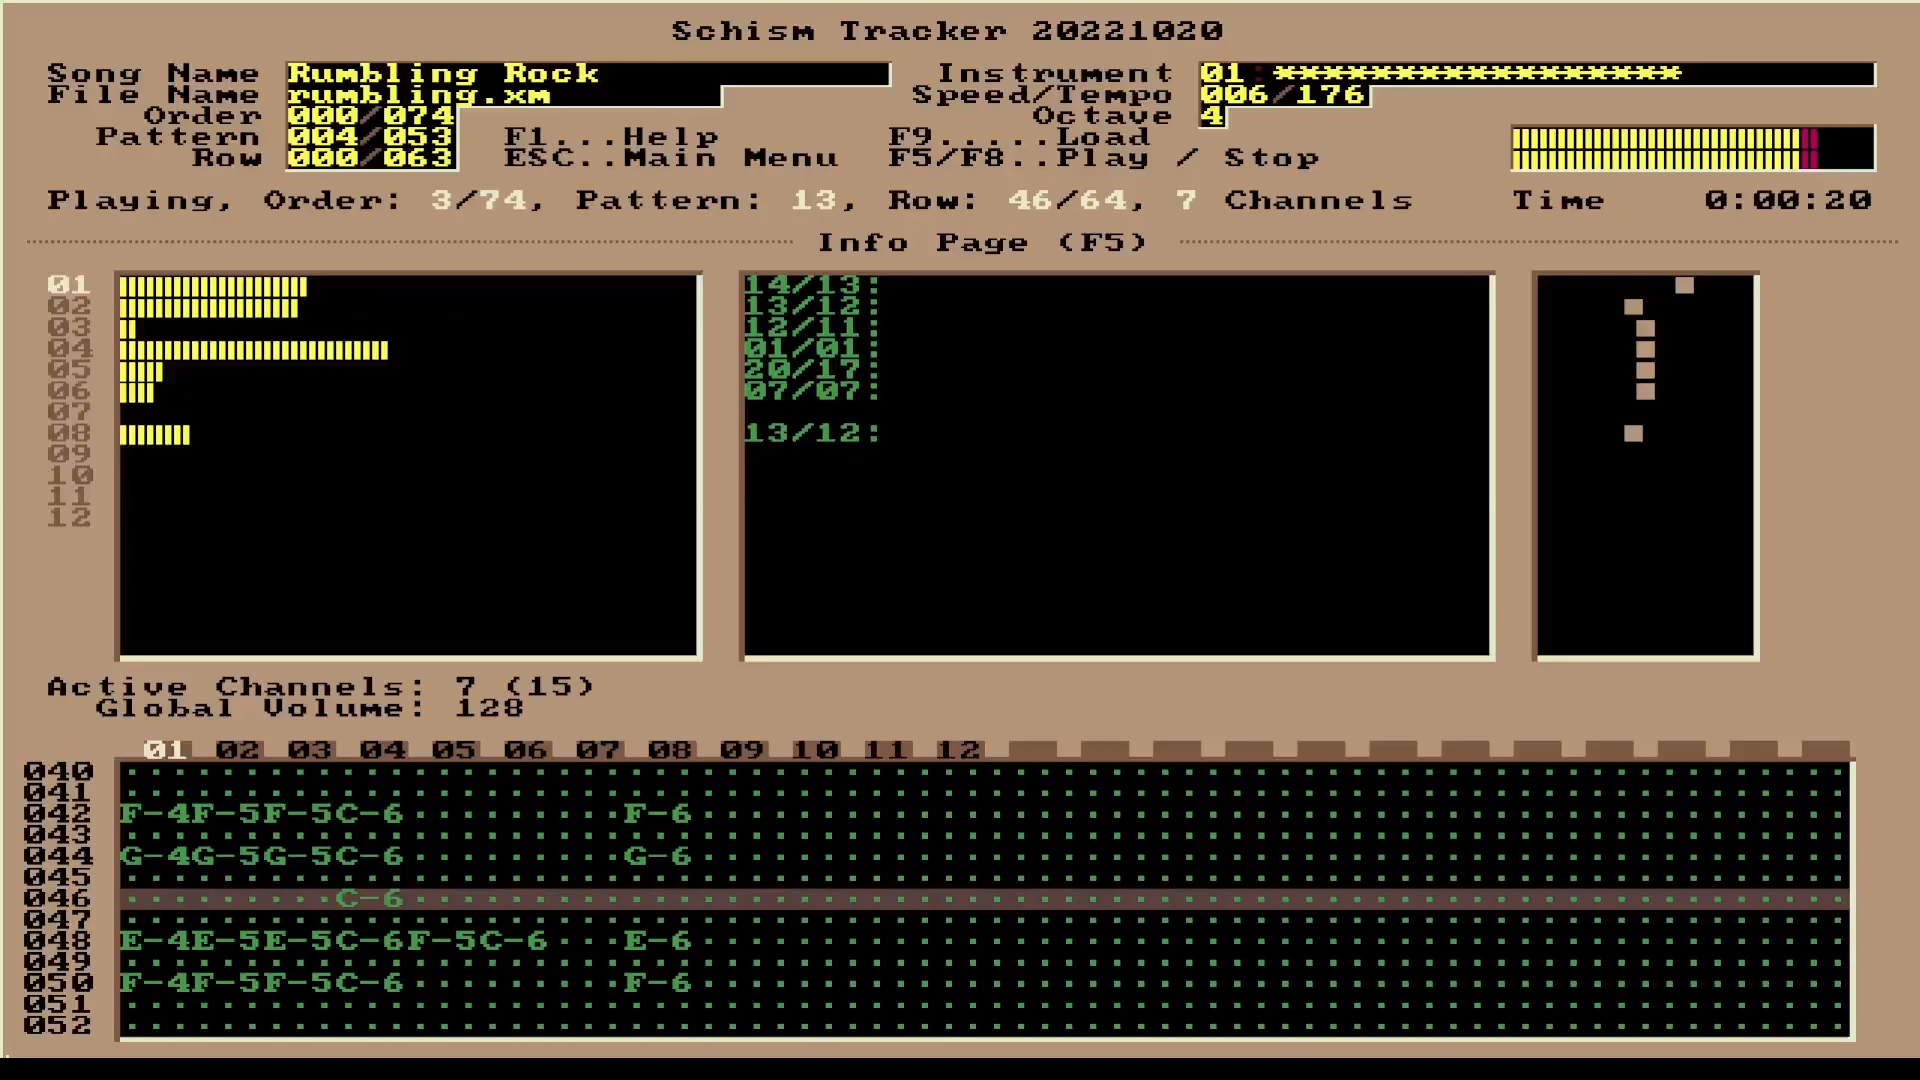 Schism Tracker 20221020
Song Name Rumbling Rock Instrument 01:*****************
File Name rumbling.xm Speed/Tempo 006/176
Order 000/074 Octave 4
Pattern 004/053 F1...Help F9.....Load
Row 000/063 ESC..Main Menu F5/F8..Play / Stop
Playing, Order: 3/74, Pattern: 13, Row: 46/64, 7 Channels Time 0:00:20
Info Page (F5)
01 14/13:
02 13/12:
03 12/11:
04 01/01:
05 20/17:
06 07/07:
07
08 13/12:
09
10
11
12
Active Channels: 7 (15)
Global Volume: 128
01 02 03 04 05 06 07 08 09 10 11 12
040
041
042 F-4F-5F-5C-6 F-6
043
044 G-4G-5G-5C-6 G-6
045
046 C-6
047
048 E-4E-5E-5C-6F-5C-6 E-6
049
050 F-4F-5F-5C-6 F-6
051
052